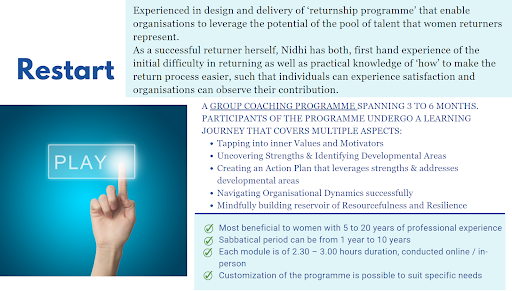 Restart
Experienced in design and delivery of 'returnship programme' that enable
organisations to leverage the potential of the pool of talent that women returners
represent.
As a successful returner herself, Nidhi has both, first hand experience of the
initial difficulty in returning as well as practical knowledge of 'how' to make the
return process easier, such that individuals can experience satisfaction and
organisations can observe their contribution.
PLAY
A GROUP COACHING PROGRAMME SPANNING 3 TO 6 MONTHS.
PARTICIPANTS OF THE PROGRAMME UNDERGO A LEARNING
JOURNEY THAT COVERS MULTIPLE ASPECTS:
• Tapping into inner Values and Motivators
• Uncovering Strengths & Identifying Developmental Areas
• Creating an Action Plan that leverages strengths & addresses
developmental areas
• Navigating Organisational Dynamics successfully
• Mindfully building reservoir of Resourcefulness and Resilience
Most beneficial to women with 5 to 20 years of professional experience
Sabbatical period can be from 1 year to 10 years
Each module is of 2.30 – 3.00 hours duration, conducted online / in-
person
Customization of the programme is possible to suit specific needs